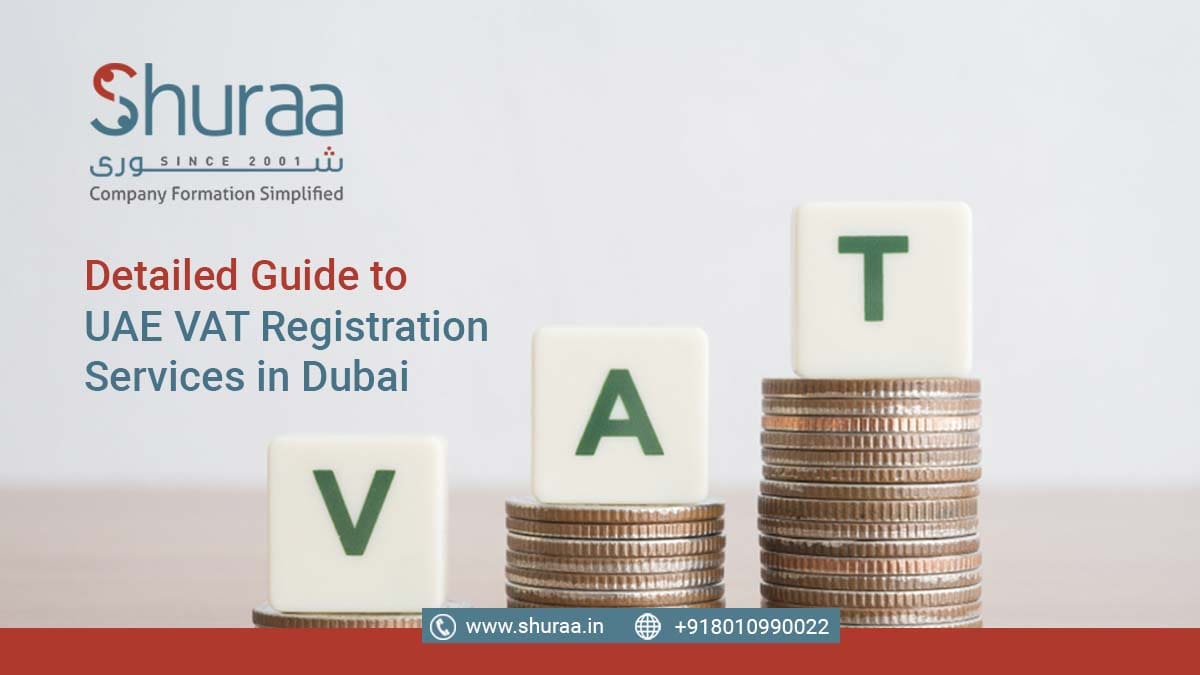 Shuraa
شـــورى
SINCE 2001
Company Formation Simplified
Detailed Guide to
UAE VAT Registration
Services in Dubai
V
A
T
www.shuraa.in
+918010990022